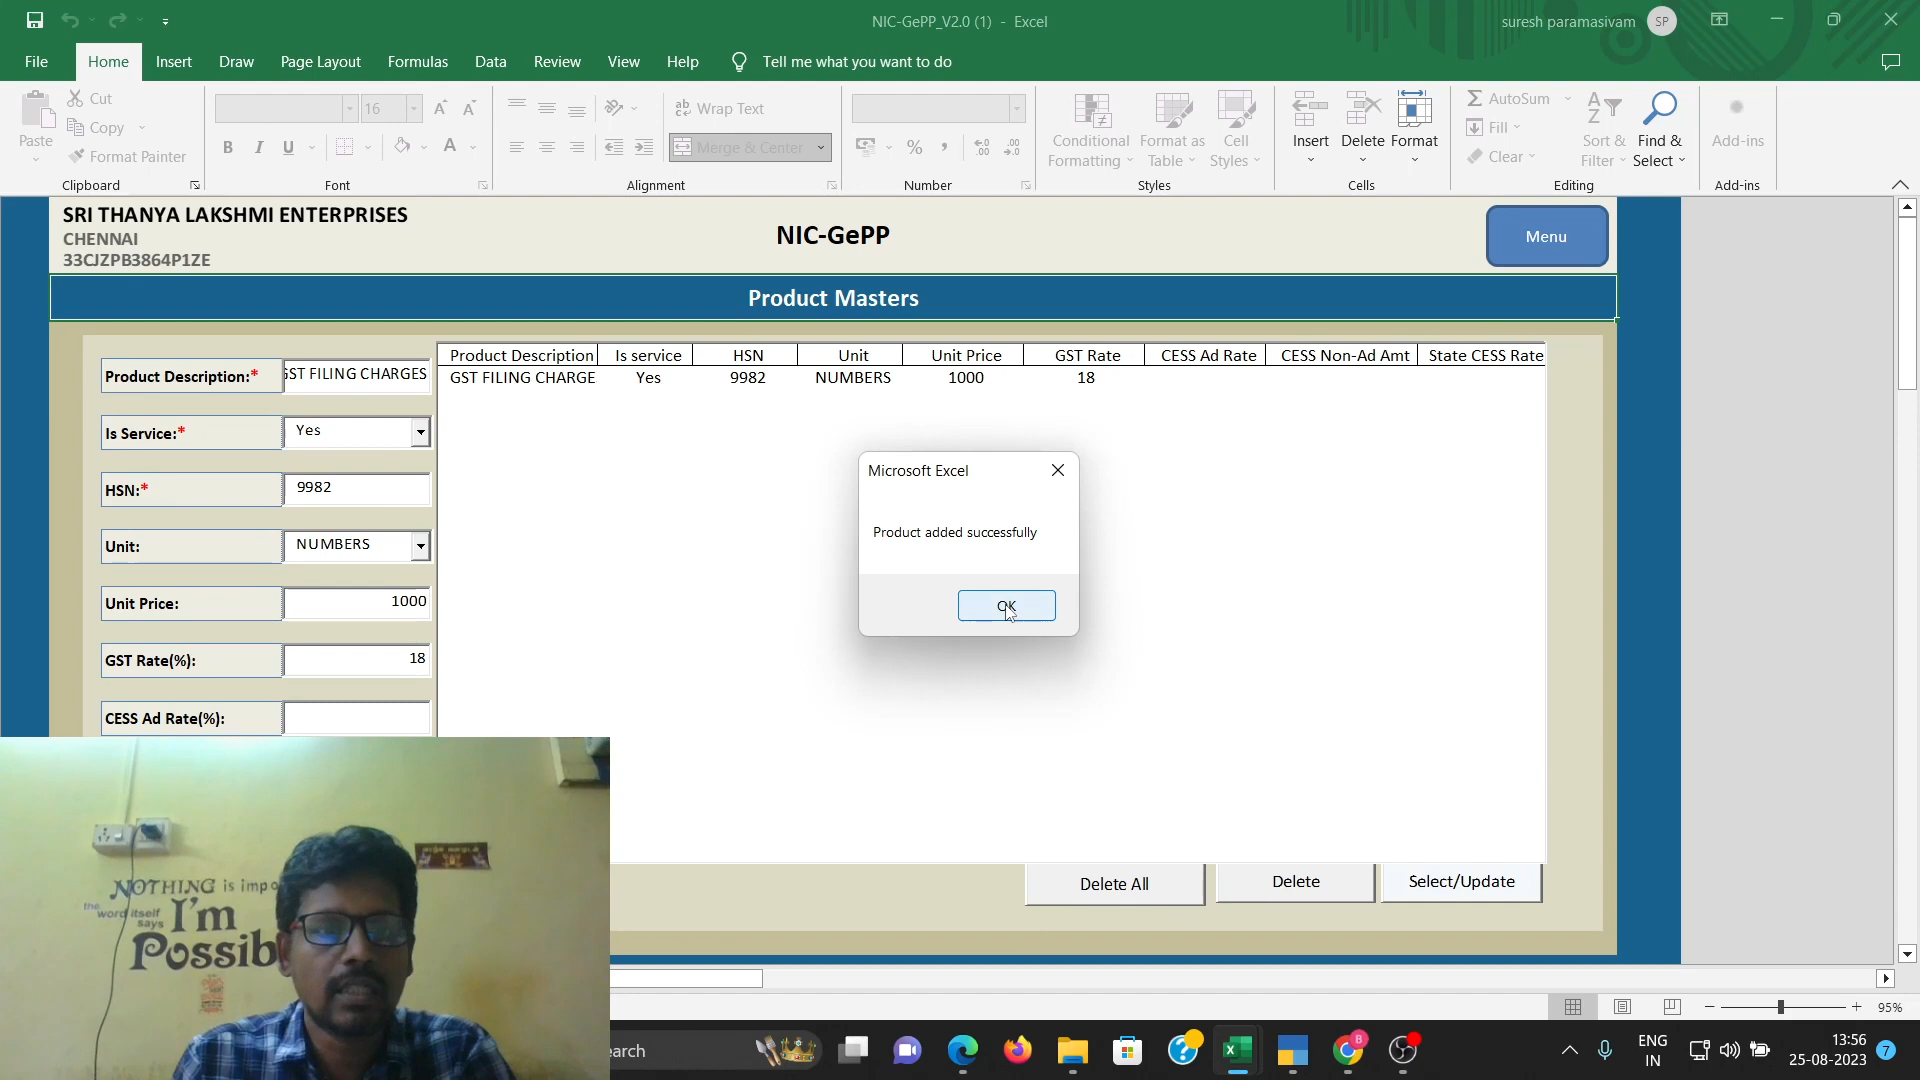 NIC-GePP_V2.0 (1) - Excel
suresh paramasivam SP
File Home Insert Draw Page Layout Formulas Data Review View Help Tell me what you want to do
Paste
Cut
Copy
Format Painter
Clipboard
16
B I U
A
Font
ab Wrap Text
Merge & Center
Alignment
% ,
Number
Conditional Formatting
Format as Table
Cell Styles
Styles
Insert Delete Format
Cells
AutoSum
Fill
Clear
Sort & Filter
Find & Select
Editing
Add-ins
Add-ins
SRI THANYA LAKSHMI ENTERPRISES
CHENNAI
33CJZPB3864P1ZE
NIC-GePP
Menu
Product Masters
Product Description:* GST FILING CHARGES
Is Service:* Yes
HSN:* 9982
Unit: NUMBERS
Unit Price: 1000
GST Rate(%): 18
CESS Ad Rate(%):
Product Description Is service HSN Unit Unit Price GST Rate CESS Ad Rate CESS Non-Ad Amt State CESS Rate
GST FILING CHARGE Yes 9982 NUMBERS 1000 18
Microsoft Excel
Product added successfully
OK
Delete All Delete Select/Update
NOTHING is impo
the word itself
says I'm
Possib
95%
earch
ENG
IN
13:56
25-08-2023
7